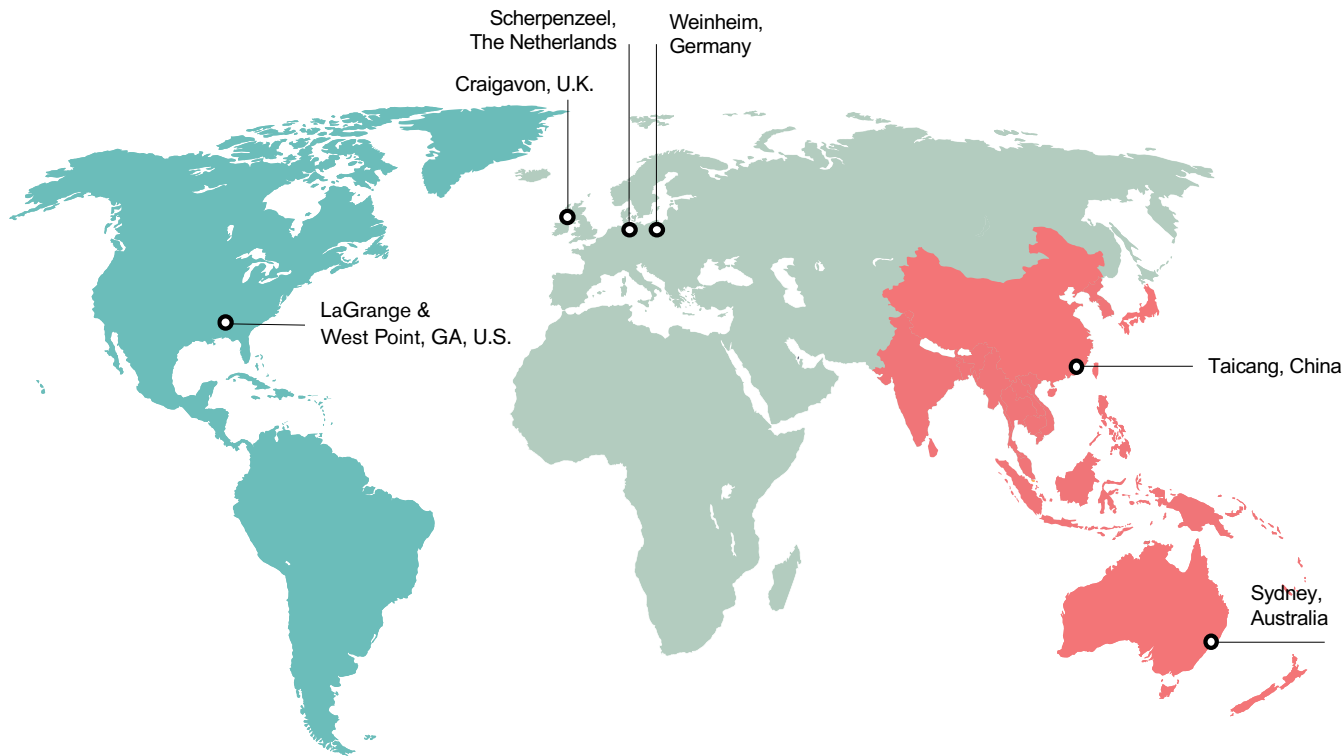 Scherpenzeel,
The Netherlands
Weinheim,
Germany
Craigavon, U.K.
LaGrange &
West Point, GA, U.S.
Taicang, China
Sydney,
Australia